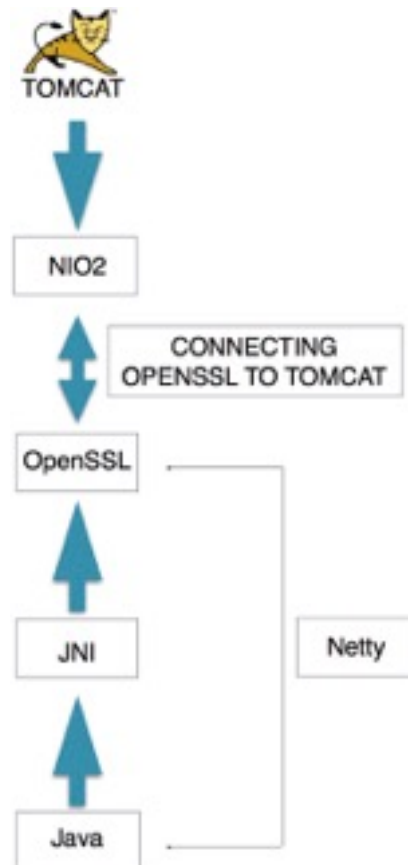 TOMCAT
NIO2
CONNECTING
OPENSSL TO TOMCAT
OpenSSL
JNI
Netty
Java